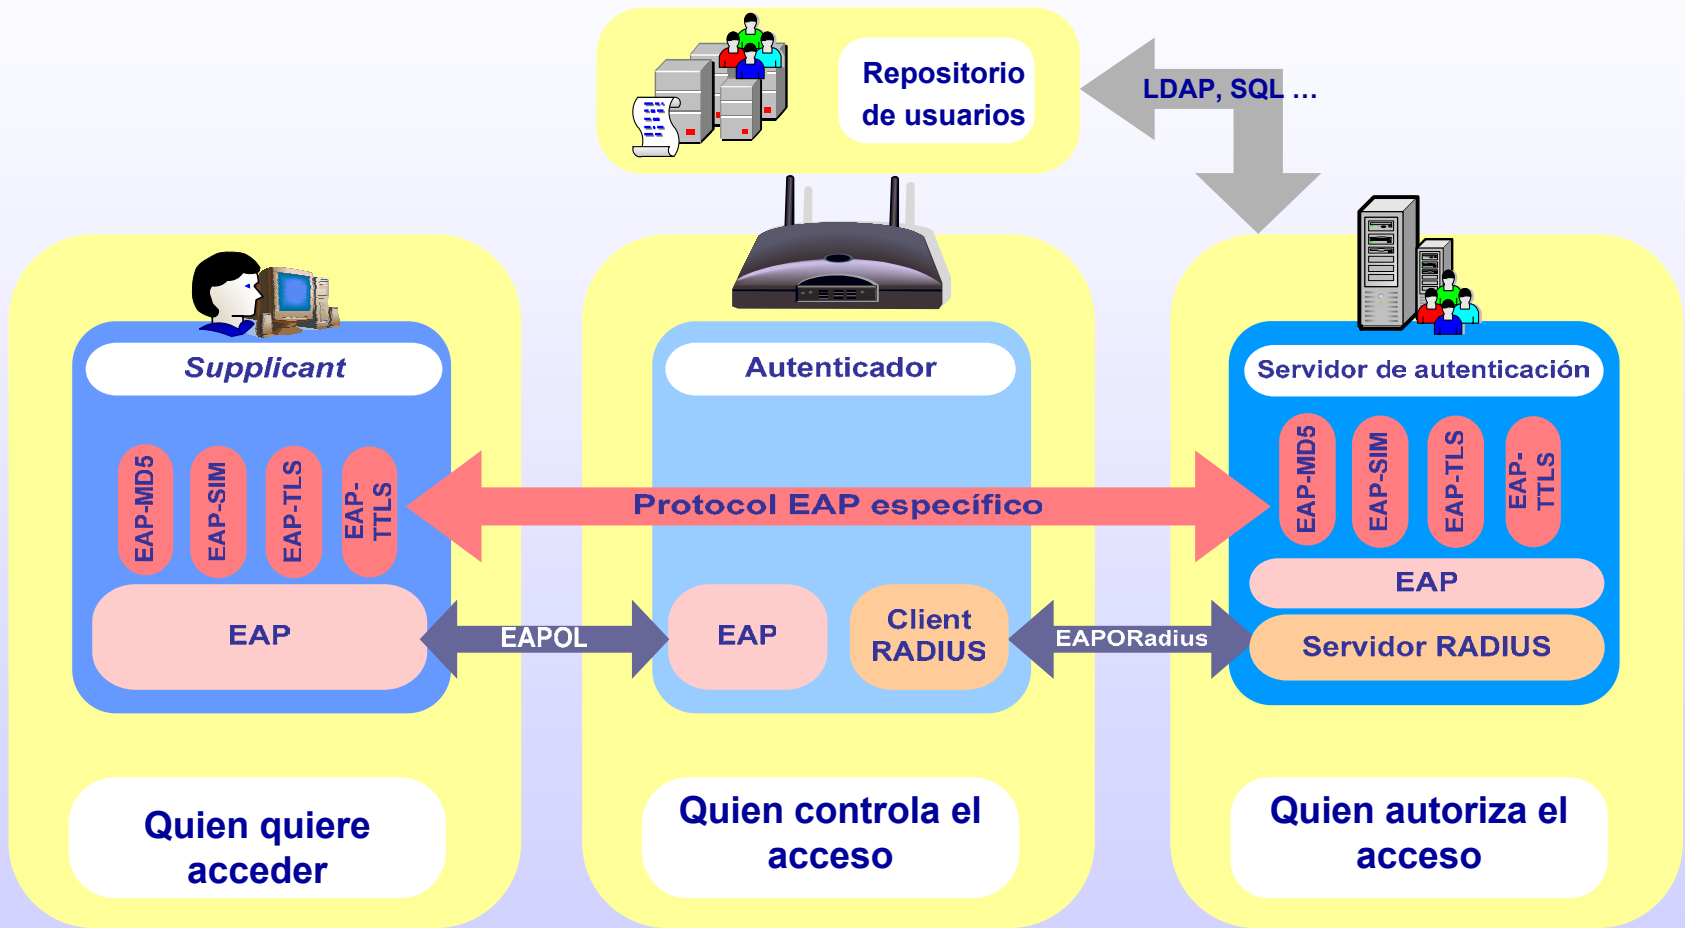 Repositorio
de usuarios
LDAP, SQL ...
Supplicant
EAP-MD5
EAP-SIM
EAP-TLS
EAP-
TTLS
EAP
Quien quiere
acceder
EAPOL
Protocol EAP específico
Autenticador
EAP
Client
RADIUS
Quien controla el
acceso
EAPORadius
Servidor de autenticación
EAP-MD5
EAP-SIM
EAP-TLS
EAP-
TTLS
EAP
Servidor RADIUS
Quien autoriza el
acceso